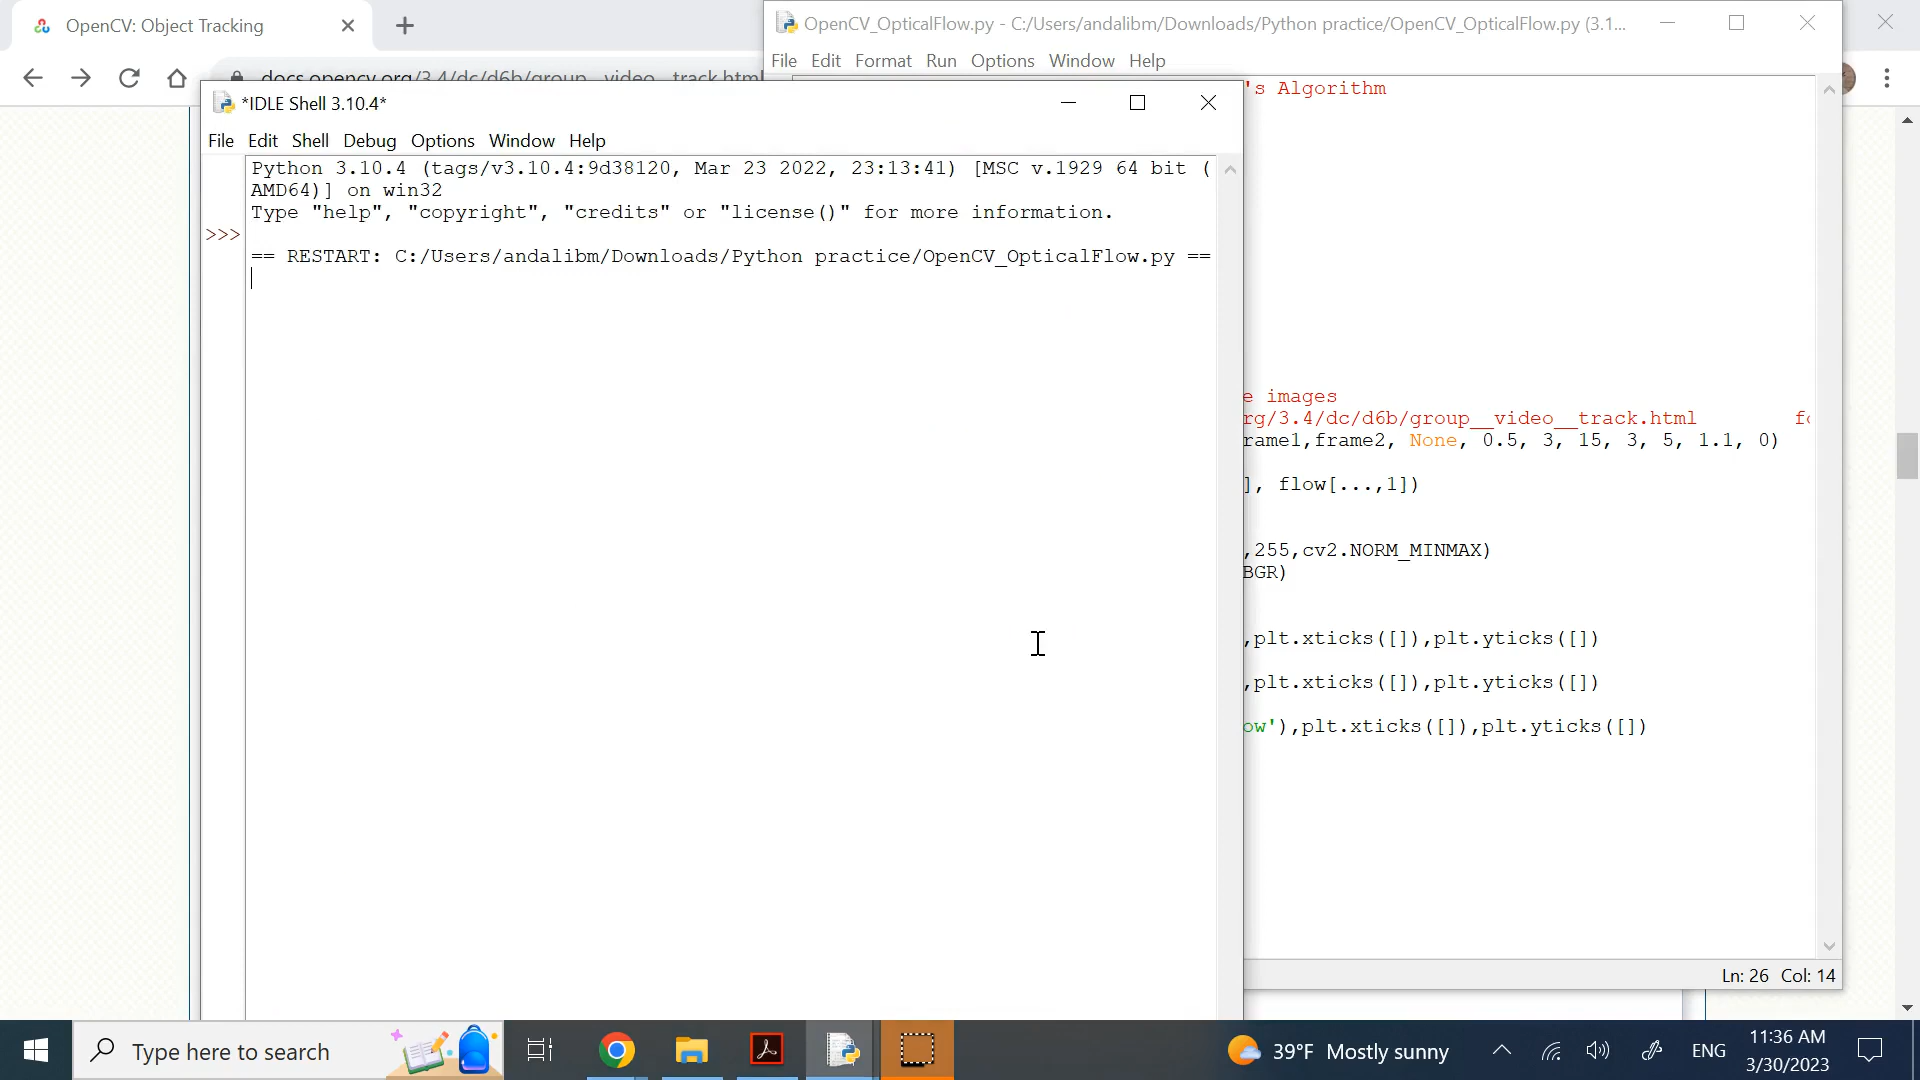 OpenCV: Object Tracking
OpenCV_OpticalFlow.py - C:/Users/andalibm/Downloads/Python practice/OpenCV_OpticalFlow.py (3.1...
File Edit Format Run Options Window Help
docs.opencv.org/3.4/dc/d6b/group__video__track.html
*IDLE Shell 3.10.4*
's Algorithm
File Edit Shell Debug Options Window Help
Python 3.10.4 (tags/v3.10.4:9d38120, Mar 23 2022, 23:13:41) [MSC v.1929 64 bit (
AMD64)] on win32
Type "help", "copyright", "credits" or "license()" for more information.
>>>
== RESTART: C:/Users/andalibm/Downloads/Python practice/OpenCV_OpticalFlow.py ==
e images
rg/3.4/dc/d6b/group__video__track.html fo
rame1,frame2, None, 0.5, 3, 15, 3, 5, 1.1, 0)
], flow[...,1])
,255,cv2.NORM_MINMAX)
BGR)
,plt.xticks([]),plt.yticks([])
,plt.xticks([]),plt.yticks([])
ow'),plt.xticks([]),plt.yticks([])
Ln: 26 Col: 14
Type here to search
39°F Mostly sunny
ENG
11:36 AM
3/30/2023